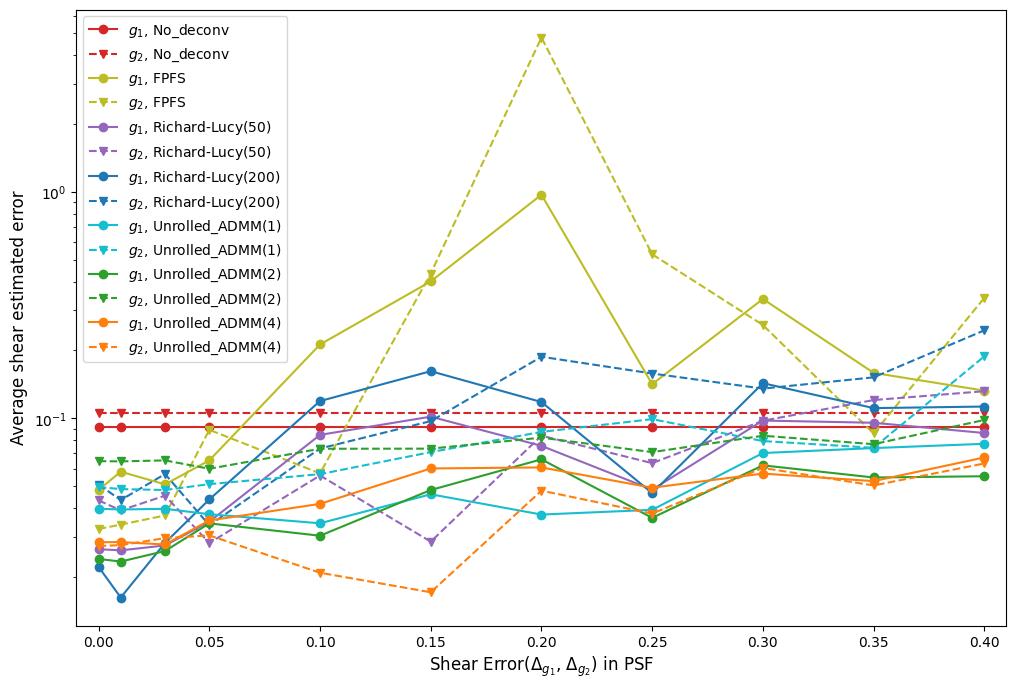 g₁, No_deconv
g₂, No_deconv
g₁, FPFS
g₂, FPFS
g₁, Richard-Lucy(50)
g₂, Richard-Lucy(50)
g₁, Richard-Lucy(200)
g₂, Richard-Lucy(200)
g₁, Unrolled_ADMM(1)
g₂, Unrolled_ADMM(1)
g₁, Unrolled_ADMM(2)
g₂, Unrolled_ADMM(2)
g₁, Unrolled_ADMM(4)
g₂, Unrolled_ADMM(4)
Average shear estimated error
10⁰
10⁻¹
0.00 0.05 0.10 0.15 0.20 0.25 0.30 0.35 0.40
Shear Error(Δg₁, Δg₂) in PSF